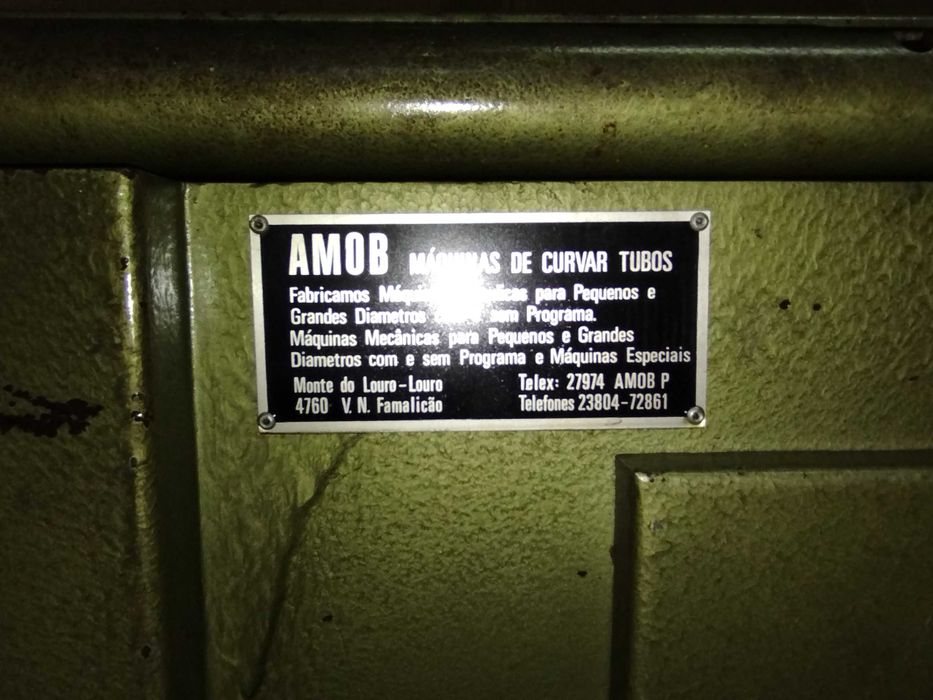 AMOB MÁQUINAS DE CURVAR TUBOS
Fabricamos para Pequenos e
Grandes Diametros sem Programa.
Máquinas Mecânicas para Pequenos e Grandes
Diametros com e sem Programa e Máquinas Especiais
Monte do Louro-Louro Telex: 27974 AMOB P
4760 V. N. Famalicão Telefones 23804-72861